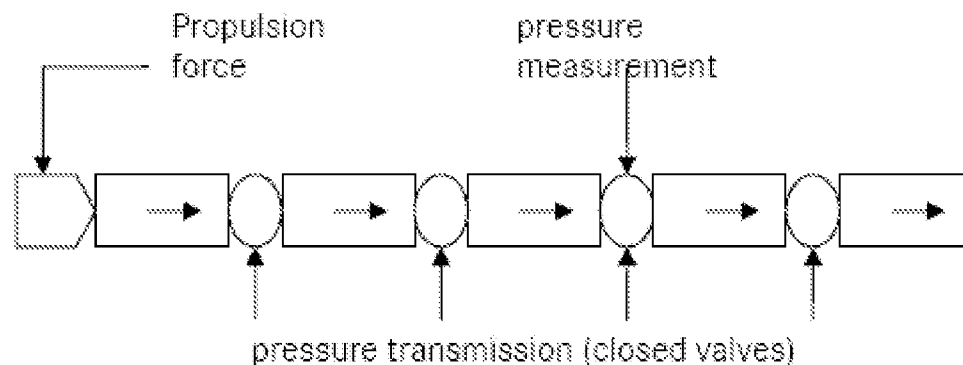 Propulsion
force
pressure
measurement
pressure transmission (closed valves)